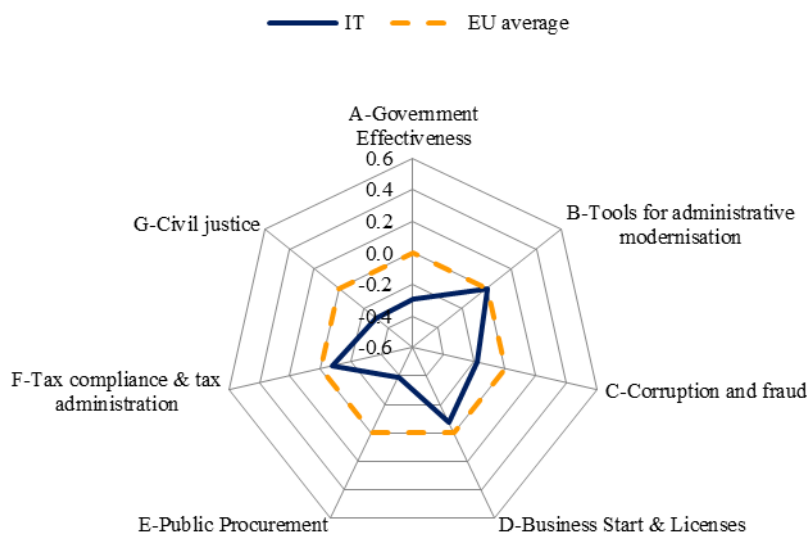 IT
EU average
A-Government
Effectiveness
0.6
0.4
0.2
0.0
-0.2
-0.4
-0.6
B-Tools for administrative
modernisation
C-Corruption and fraud
D-Business Start & Licenses
E-Public Procurement
F-Tax compliance & tax
administration
G-Civil justice